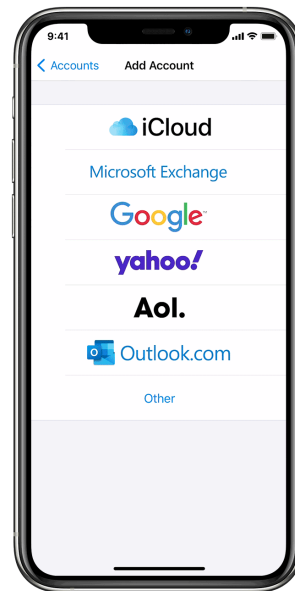 9:41
Accounts Add Account
iCloud
Microsoft Exchange
Google
yahoo!
Aol.
Outlook.com
Other